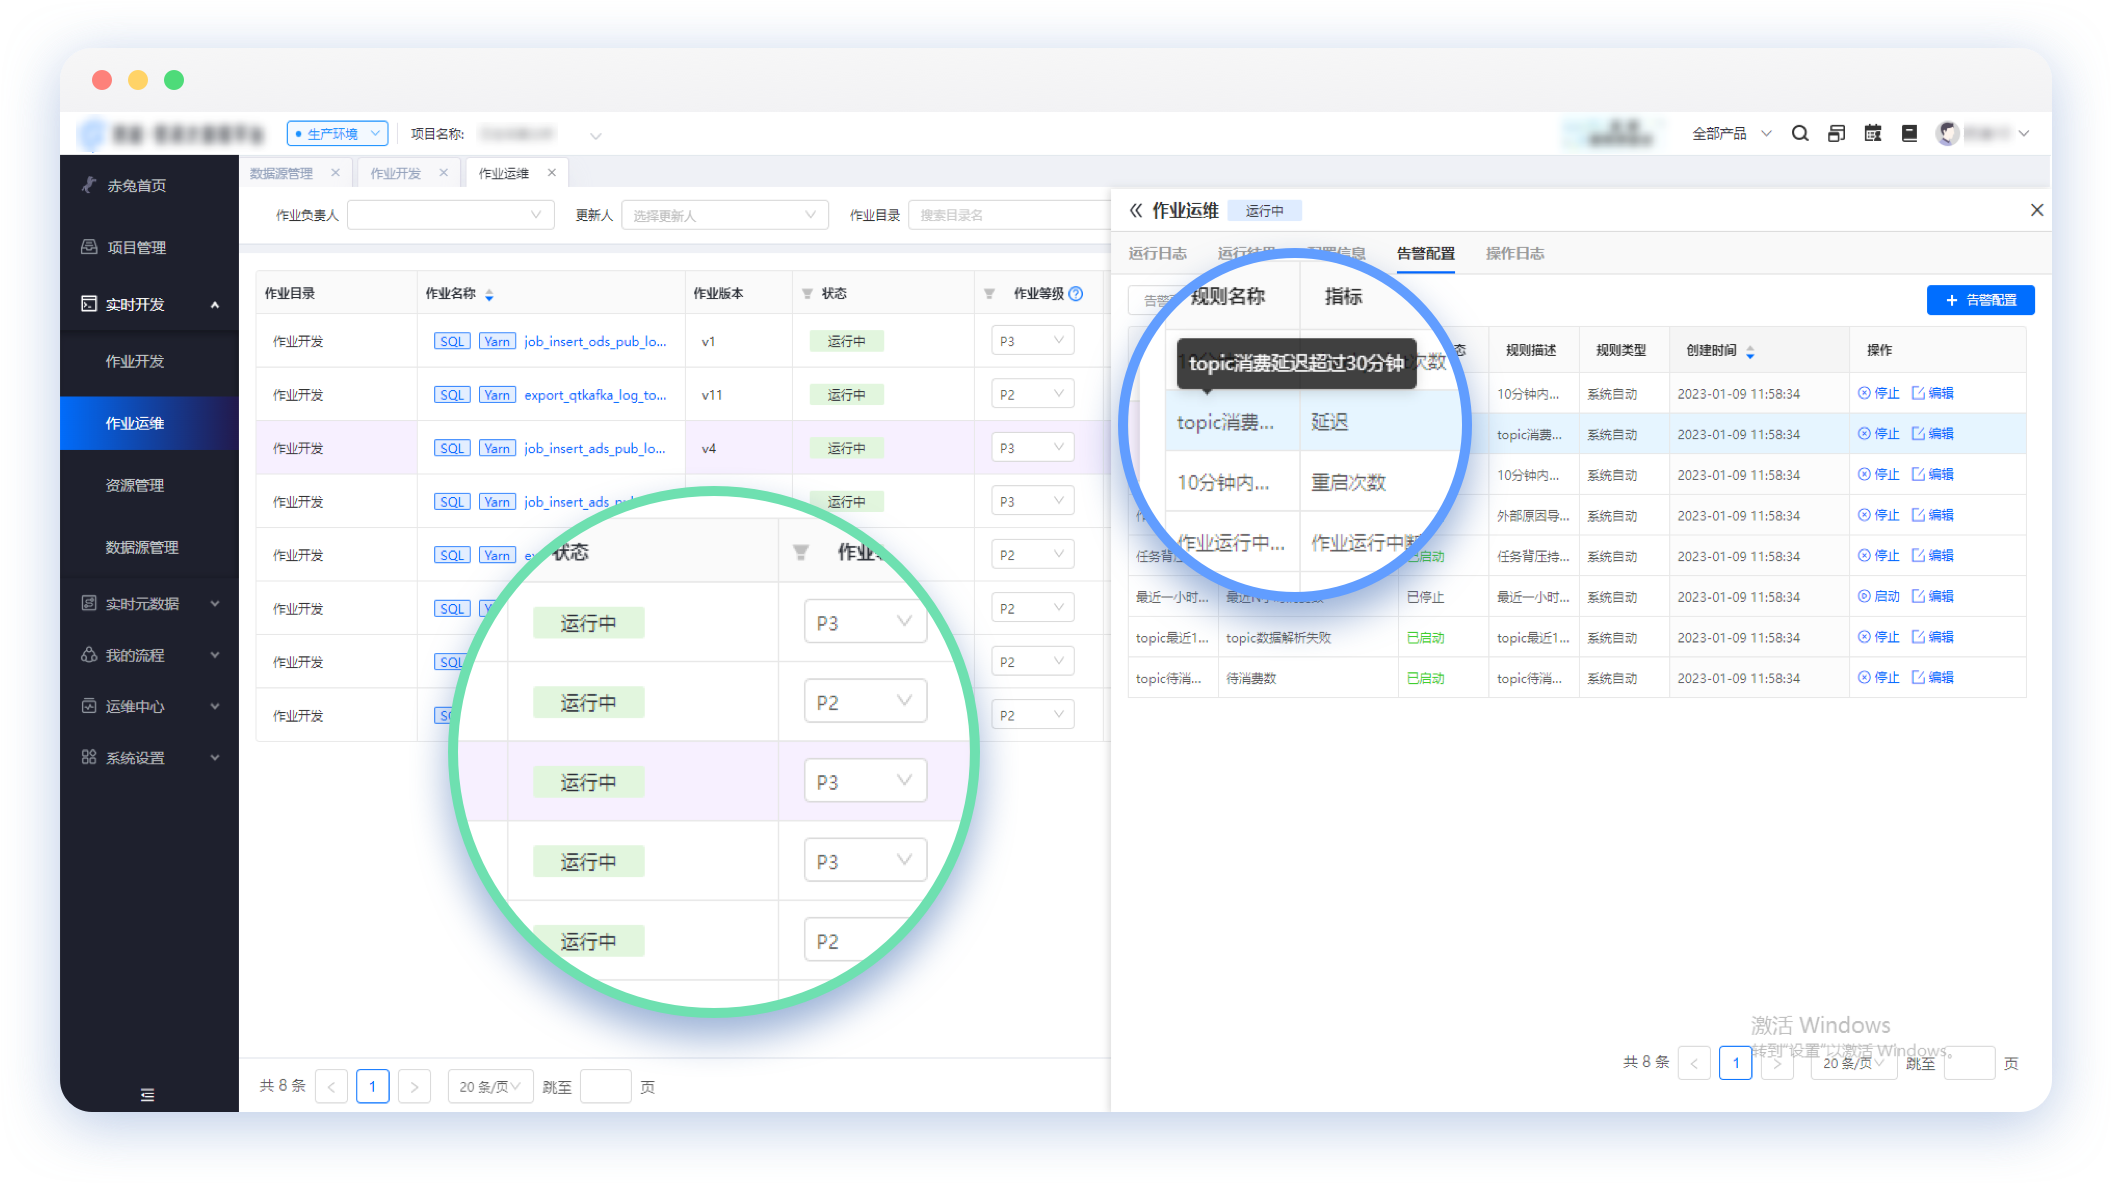 生产环境
项目名称:
全部产品
赤兔首页
项目管理
实时开发
作业开发
作业运维
资源管理
数据源管理
实时元数据
我的流程
运维中心
系统设置
数据源管理 作业开发 作业运维
作业负责人 更新人 选择更新人 作业目录 搜索目录名
作业目录 作业名称 作业版本 状态 作业等级
作业开发 SQL Yarn job_insert_ods_pub_lo... v1 运行中 P3
作业开发 SQL Yarn export_qtkafka_log_to... v11 运行中 P2
作业开发 SQL Yarn job_insert_ads_pub_lo... v4 运行中 P3
作业开发 SQL Yarn job_insert_ads_pu 运行中 P3
作业开发 SQL Yarn P2
作业开发 SQL P2
作业开发 SQL P2
作业开发 P2
状态 作业
运行中 P3
运行中 P2
运行中 P3
运行中 P3
运行中 P2
共 8 条 < 1 > 20 条/页 跳至 页
作业运维 运行中
运行日志 告警配置 操作日志
告警配置
规则名称 指标
topic消费延迟超过30分钟
topic消费... 延迟
10分钟内... 重启次数
作业运行中... 作业运行中
规则描述 规则类型 创建时间 操作
10分钟内... 系统自动 2023-01-09 11:58:34 停止 编辑
topic消费... 系统自动 2023-01-09 11:58:34 停止 编辑
10分钟内... 系统自动 2023-01-09 11:58:34 停止 编辑
外部原因导... 系统自动 2023-01-09 11:58:34 停止 编辑
任务背 启动 任务背压持... 系统自动 2023-01-09 11:58:34 停止 编辑
最近一小时... 已停止 最近一小时... 系统自动 2023-01-09 11:58:34 启动 编辑
topic最近1... topic数据解析失败 已启动 topic最近1... 系统自动 2023-01-09 11:58:34 停止 编辑
topic待消... 待消费数 已启动 topic待消... 系统自动 2023-01-09 11:58:34 停止 编辑
激活 Windows
转到"设置"以激活 Windows。
共 8 条 < 1 > 20 条/页 跳至 页